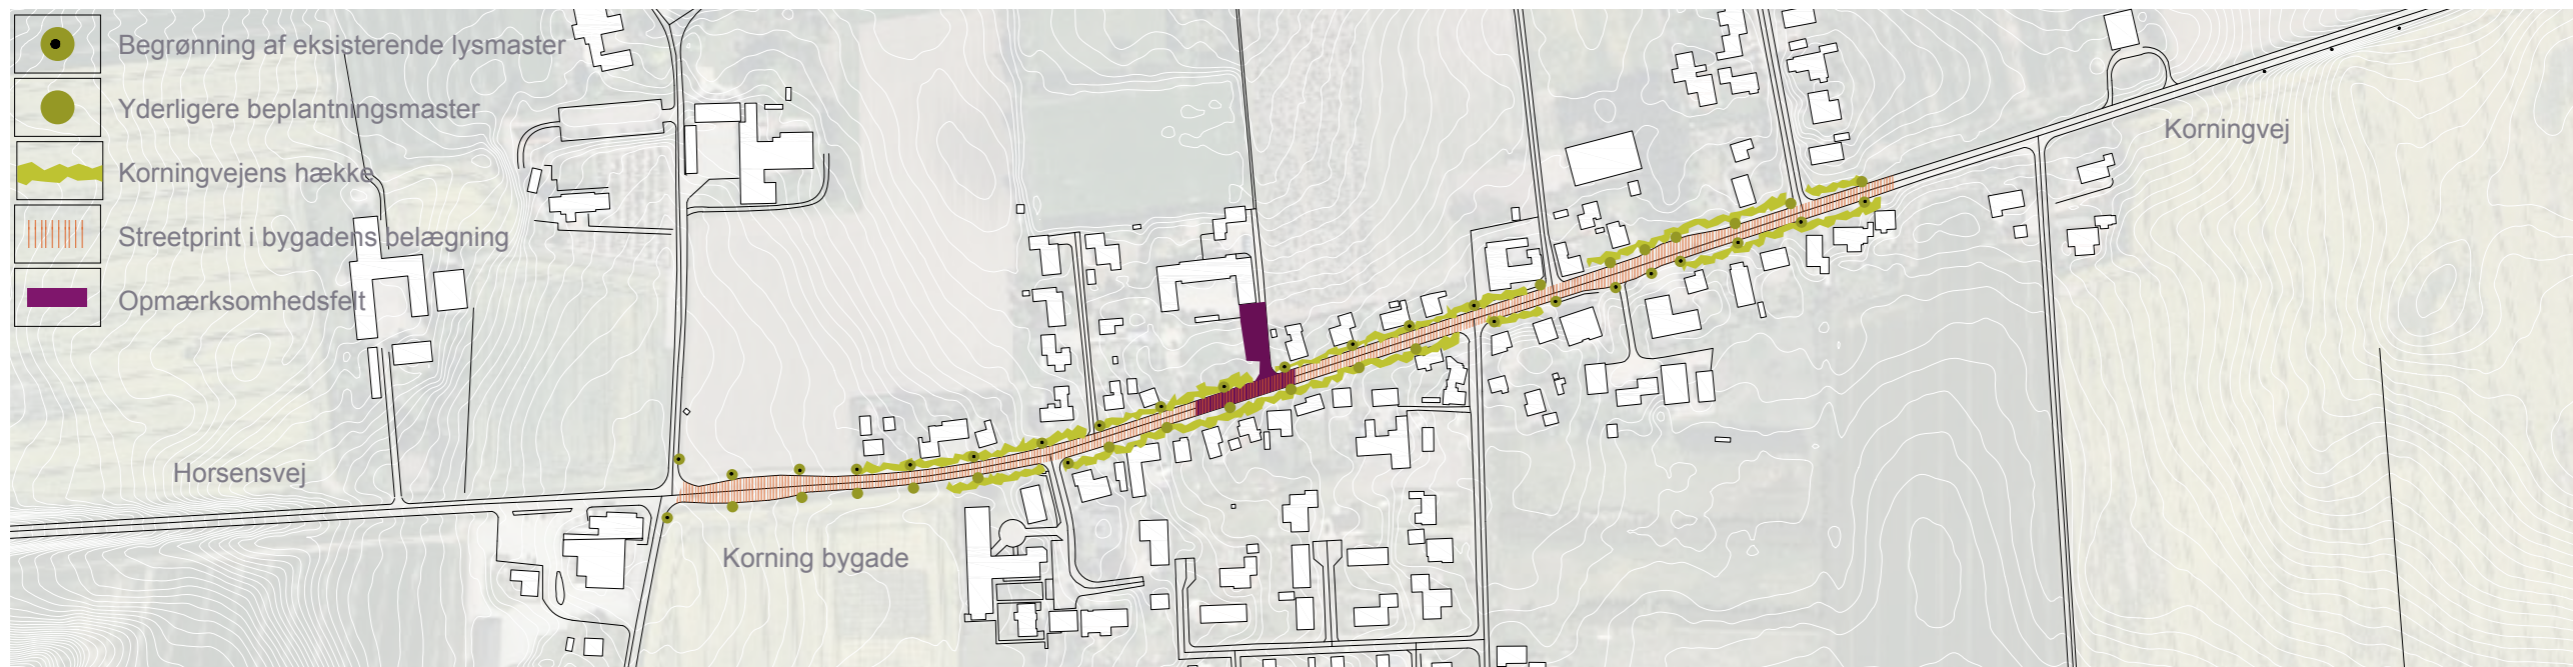 Begrønning af eksisterende lysmaster
Yderligere beplantningsmaster
Korningvejens hække
Streetprint i bygadens belægning
Opmærksomhedsfelt
Korningvej
Horsensvej
Korning bygade